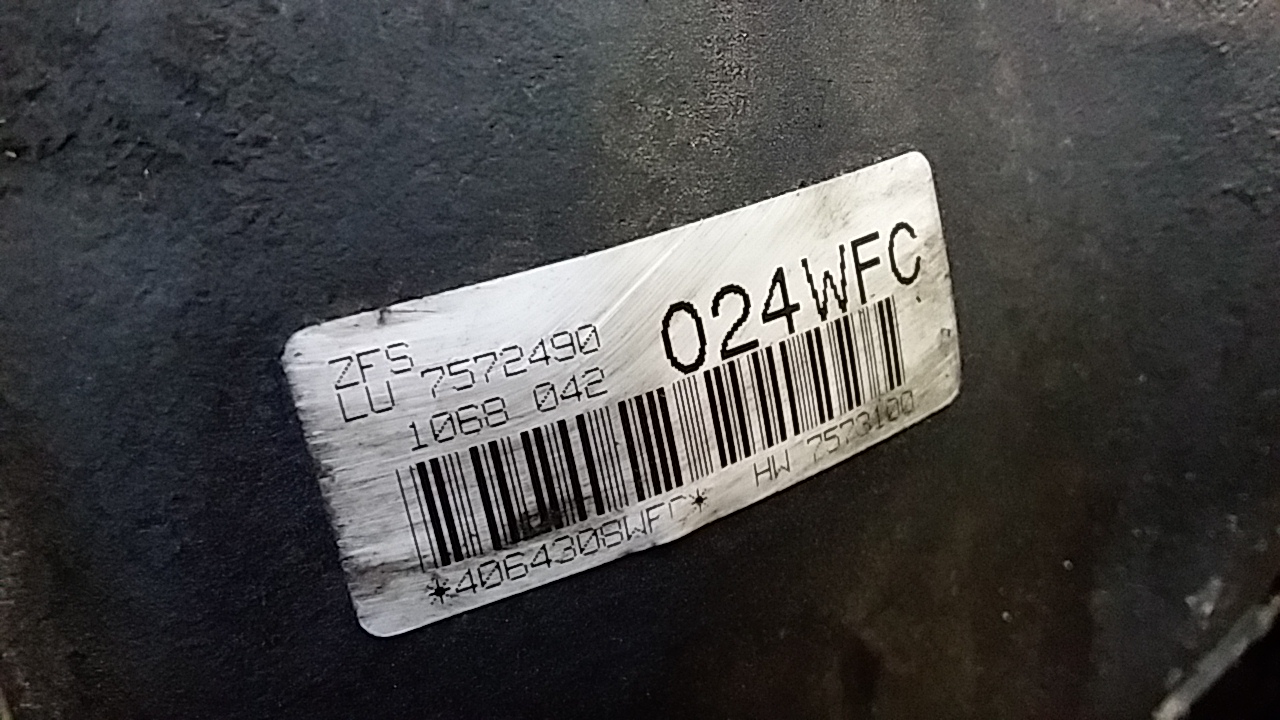 ZFS 7572490 024WFC
LU 1068 042
HW 7573100
*4064308WFC*